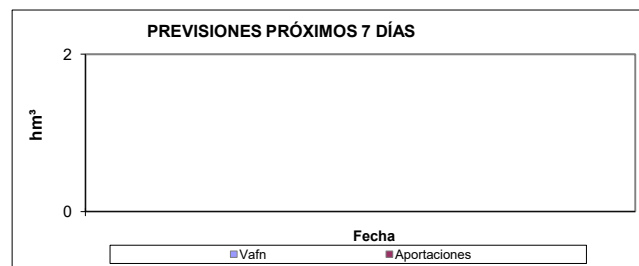 PREVISIONES PRÓXIMOS 7 DÍAS
2
hm³
0
Fecha
Vafn Aportaciones